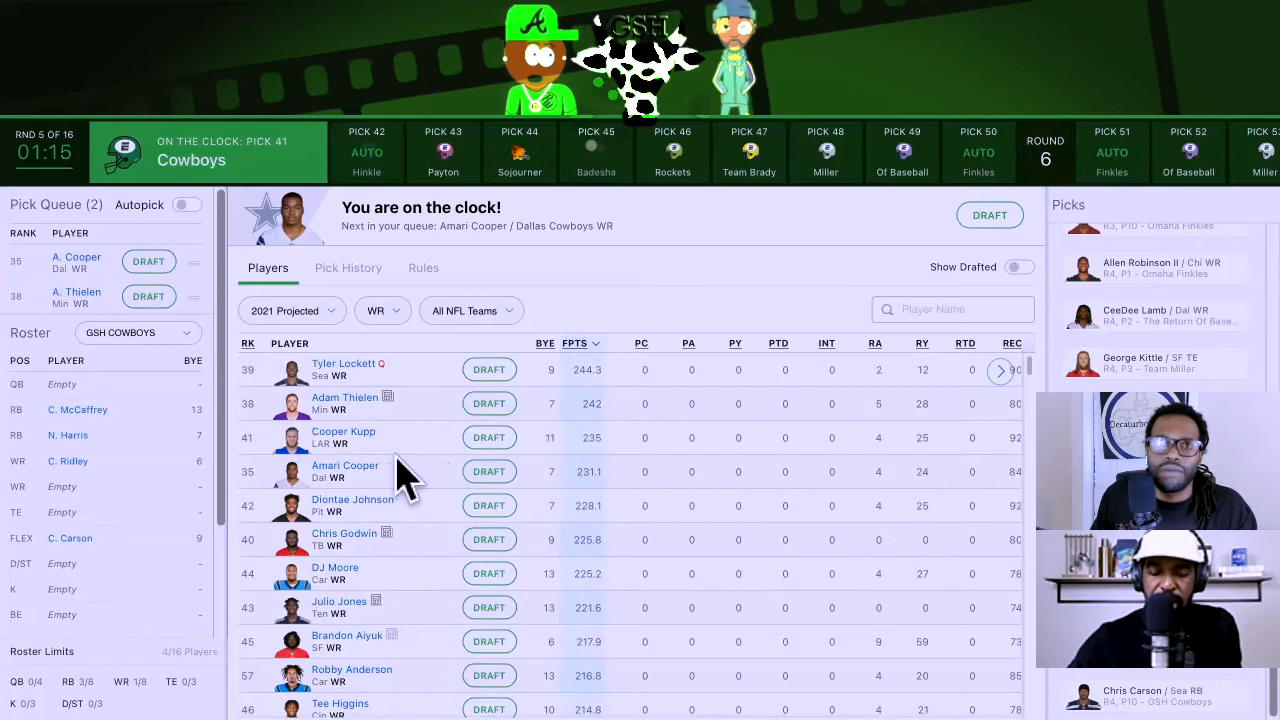 GSH
RND 5 OF 16
01:15
ON THE CLOCK: PICK 41
Cowboys
PICK 42
AUTO
Hinkle
PICK 43
Payton
PICK 44
Sojourner
PICK 45
Badesha
PICK 46
Rockets
PICK 47
Team Brady
PICK 48
Miller
PICK 49
Of Baseball
PICK 50
AUTO
Finkles
ROUND
6
PICK 51
AUTO
Finkles
PICK 52
Of Baseball
Miller
Pick Queue (2)
Autopick
RANK PLAYER
35 A. Cooper DRAFT
Dal WR
38 A. Thielen DRAFT
Min WR
Roster
GSH COWBOYS
POS PLAYER BYE
QB Empty -
RB C. McCaffrey 13
RB N. Harris 7
WR C. Ridley 6
WR Empty -
TE Empty -
FLEX C. Carson 9
D/ST Empty -
K Empty -
BE Empty -
Roster Limits 4/16 Players
QB 0/4 RB 3/8 WR 1/8 TE 0/3
K 0/3 D/ST 0/3
You are on the clock!
Next in your queue: Amari Cooper / Dallas Cowboys WR
DRAFT
Players Pick History Rules
Show Drafted
2021 Projected WR All NFL Teams
Player Name
RK PLAYER BYE FPTS PC PA PY PTD INT RA RY RTD REC
39 Tyler Lockett Q DRAFT 9 244.3 0 0 0 0 0 2 12 0 90
Sea WR
38 Adam Thielen DRAFT 7 242 0 0 0 0 0 5 28 0 80
Min WR
41 Cooper Kupp DRAFT 11 235 0 0 0 0 0 4 25 0 92
LAR WR
35 Amari Cooper DRAFT 7 231.1 0 0 0 0 0 4 24 0 84
Dal WR
42 Diontae Johnson DRAFT 7 228.1 0 0 0 0 0 4 25 0 92
Pit WR
40 Chris Godwin DRAFT 9 225.8 0 0 0 0 0 0 0 0 80
TB WR
44 DJ Moore DRAFT 13 225.2 0 0 0 0 0 4 27 0 78
Car WR
43 Julio Jones DRAFT 13 221.6 0 0 0 0 0 0 0 0 74
Ten WR
45 Brandon Aiyuk DRAFT 6 217.9 0 0 0 0 0 9 59 0 73
SF WR
57 Robby Anderson DRAFT 13 216.8 0 0 0 0 0 4 20 0 85
Car WR
46 Tee Higgins DRAFT 10 214.8 0 0 0 0 0 4 21 0 78
Cin WR
Picks
R3, P10 - Omaha Finkles
Allen Robinson II / Chi WR
R4, P1 - Omaha Finkles
CeeDee Lamb / Dal WR
R4, P2 - The Return Of Base...
George Kittle / SF TE
R4, P3 - Team Miller
Chris Carson / Sea RB
R4, P10 - GSH Cowboys